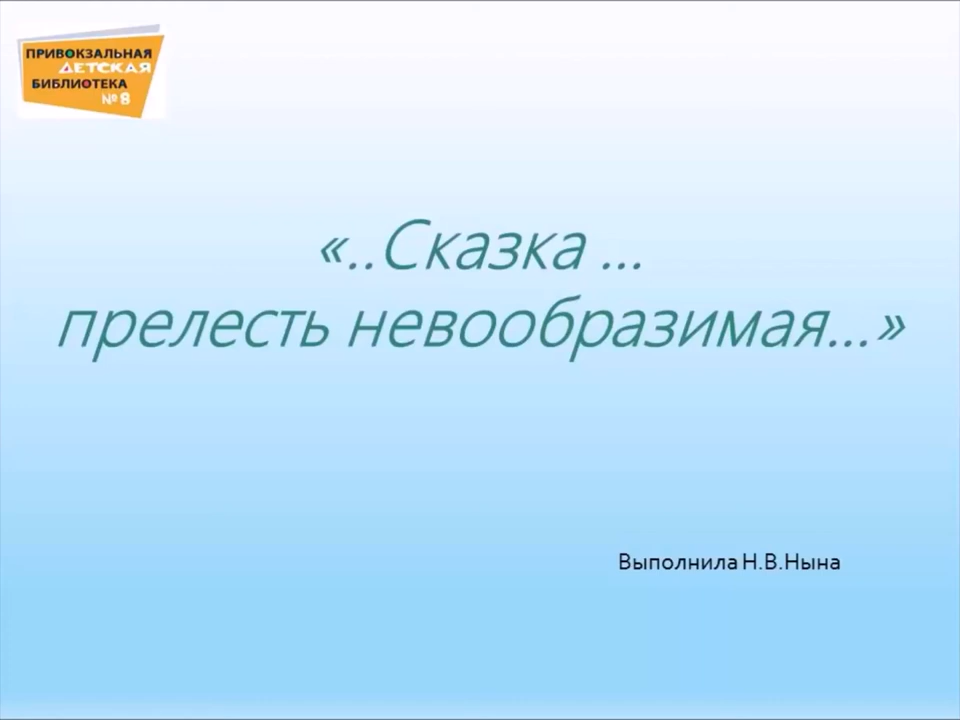 ПРИВОКЗАЛЬНАЯ
ДЕТСКАЯ
БИБЛИОТЕКА
№ 8
«..Сказка ...
прелесть невообразимая...»
Выполнила Н.В.Нына